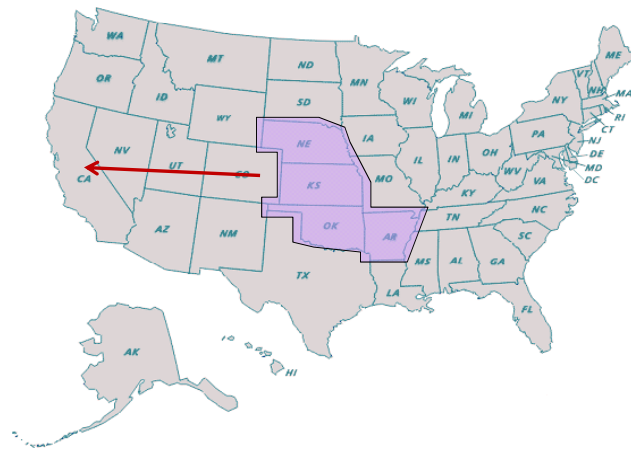 WA
MT
ND
MN
OR
ID
WY
SD
WI
MI
ME
VT
NH
MA
NY
RI
CT
NV
UT
CO
NE
IA
IL
IN
OH
PA
NJ
DE
MD
DC
CA
KS
MO
KY
WV
VA
AZ
NM
OK
AR
TN
NC
SC
TX
LA
MS
AL
GA
FL
AK
HI